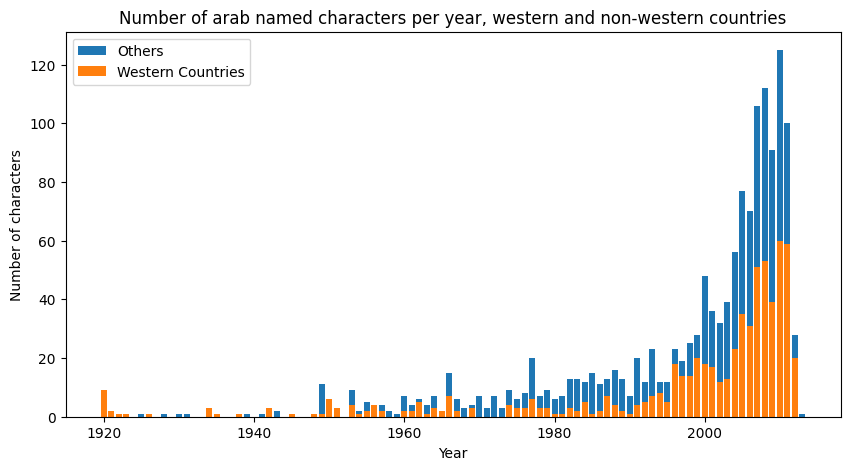 Number of arab named characters per year, western and non-western countries
Others
Western Countries
120
100
80
60
40
20
0
Number of characters
1920
1940
1960
1980
2000
Year